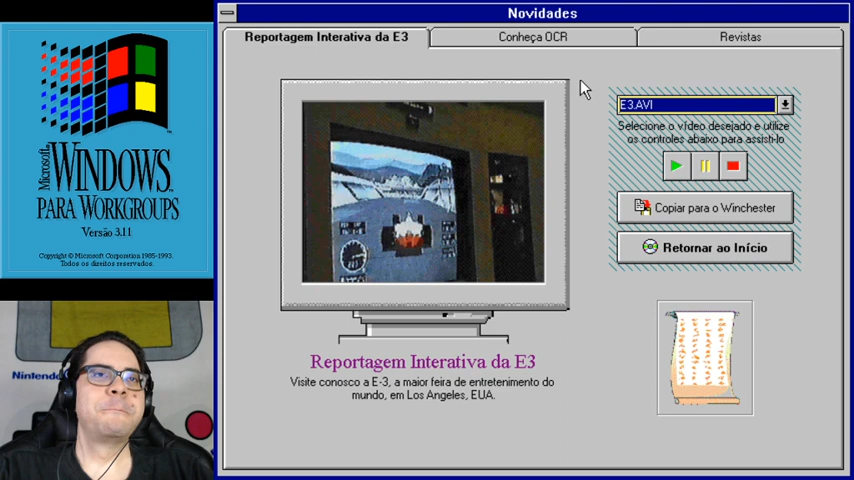 Microsoft®
WINDOWS™
PARA WORKGROUPS
Versão 3.11
Copyright © Microsoft Corporation 1985-1993.
Todos os direitos reservados.
Nintendo
Novidades
Reportagem Interativa da E3
Conheça OCR
Revistas
E3.AVI
Selecione o vídeo desejado e utilize
os controles abaixo para assisti-lo
Copiar para o Winchester
Retornar ao Início
Reportagem Interativa da E3
Visite conosco a E-3, a maior feira de entretenimento do
mundo, em Los Angeles, EUA.